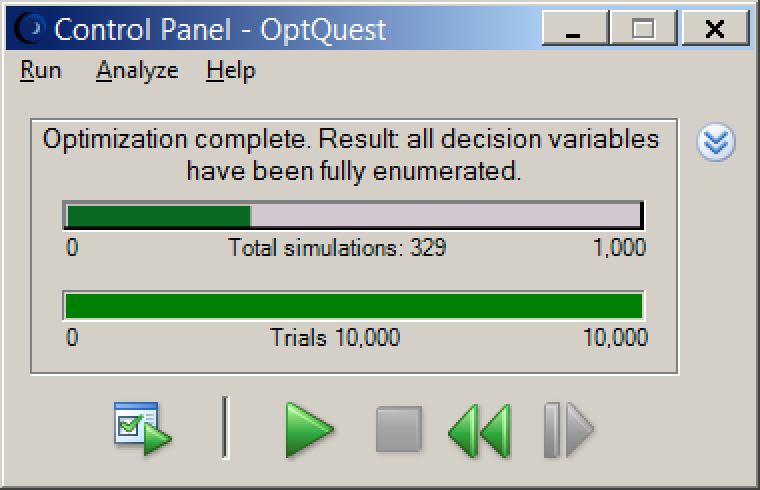 Control Panel - OptQuest
Run Analyze Help
Optimization complete. Result: all decision variables
have been fully enumerated.
0 Total simulations: 329 1,000
0 Trials 10,000 10,000